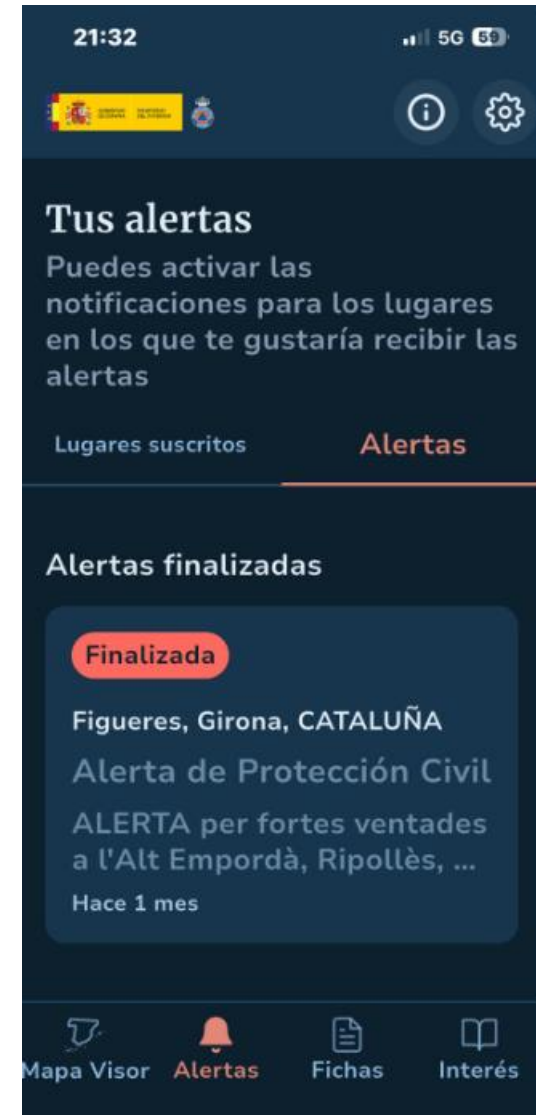 21:32
5G 59
Tus alertas
Puedes activar las
notificaciones para los lugares
en los que te gustaría recibir las
alertas
Lugares suscritos Alertas
Alertas finalizadas
Finalizada
Figueres, Girona, CATALUÑA
Alerta de Protección Civil
ALERTA per fortes ventades
a l'Alt Empordà, Ripollès, ...
Hace 1 mes
Mapa Visor Alertas Fichas Interés